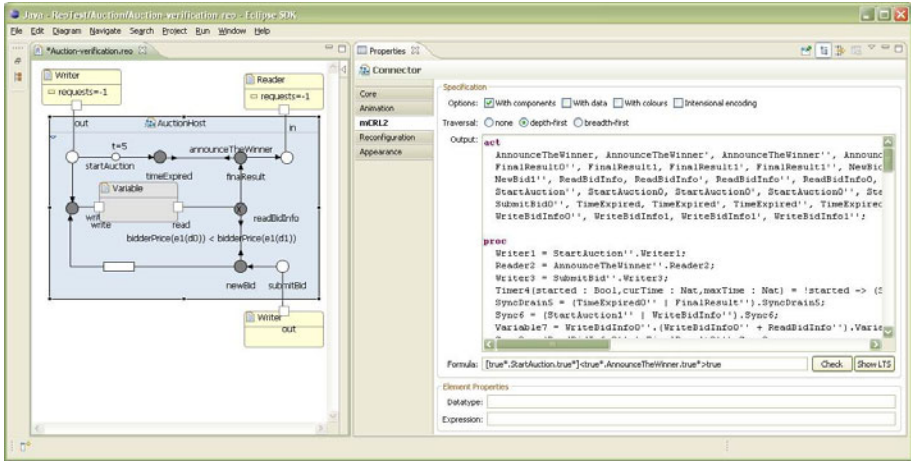 Java - ReoTest/Auction/Auction-verification.reo - Eclipse SDK
File Edit Diagram Navigate Search Project Run Window Help
*Auction-verification.reo
Writer
requests=-1
Reader
requests=-1
out
AuctionHost
in
t=5
announceTheWinner
startAuction
timeExpired
finaResult
Variable
write
write
read
readBidInfo
bidderPrice(e1(d0)) < bidderPrice(e1(d1))
newBid
submitBid
Writer
out
Properties
Connector
Core
Animation
mCRL2
Reconfiguration
Appearance
Specification
Options: With components With data With colours Intensional encoding
Traversal: none depth-first breadth-first
Output:
act
AnnounceTheWinner, AnnounceTheWinner', AnnounceTheWinner'', Announc
FinalResult0'', FinalResult1, FinalResult1', FinalResult1'', NewBid
NewBid1'', ReadBidInfo, ReadBidInfo', ReadBidInfo'', ReadBidInfo0,
StartAuction'', StartAuction0, StartAuction0', StartAuction0'', Sta
SubmitBid0'', TimeExpired, TimeExpired', TimeExpired'', TimeExpired
WriteBidInfo0'', WriteBidInfo1, WriteBidInfo1', WriteBidInfo1'';
proc
Writer1 = StartAuction''.Writer1;
Reader2 = AnnounceTheWinner''.Reader2;
Writer3 = SubmitBid''.Writer3;
Timer4(started : Bool,curTime : Nat,maxTime : Nat) = !started -> (S
SyncDrain5 = (TimeExpired0'' | FinalResult'').SyncDrain5;
Sync6 = (StartAuction1'' | WriteBidInfo'').Sync6;
Variable7 = WriteBidInfo0''.(WriteBidInfo0'' + ReadBidInfo'').Varia
Formula: [true*.StartAuction.true*]<true*.AnnounceTheWinner.true*>true
Check
Show LTS
Element Properties
Datatype:
Expression: